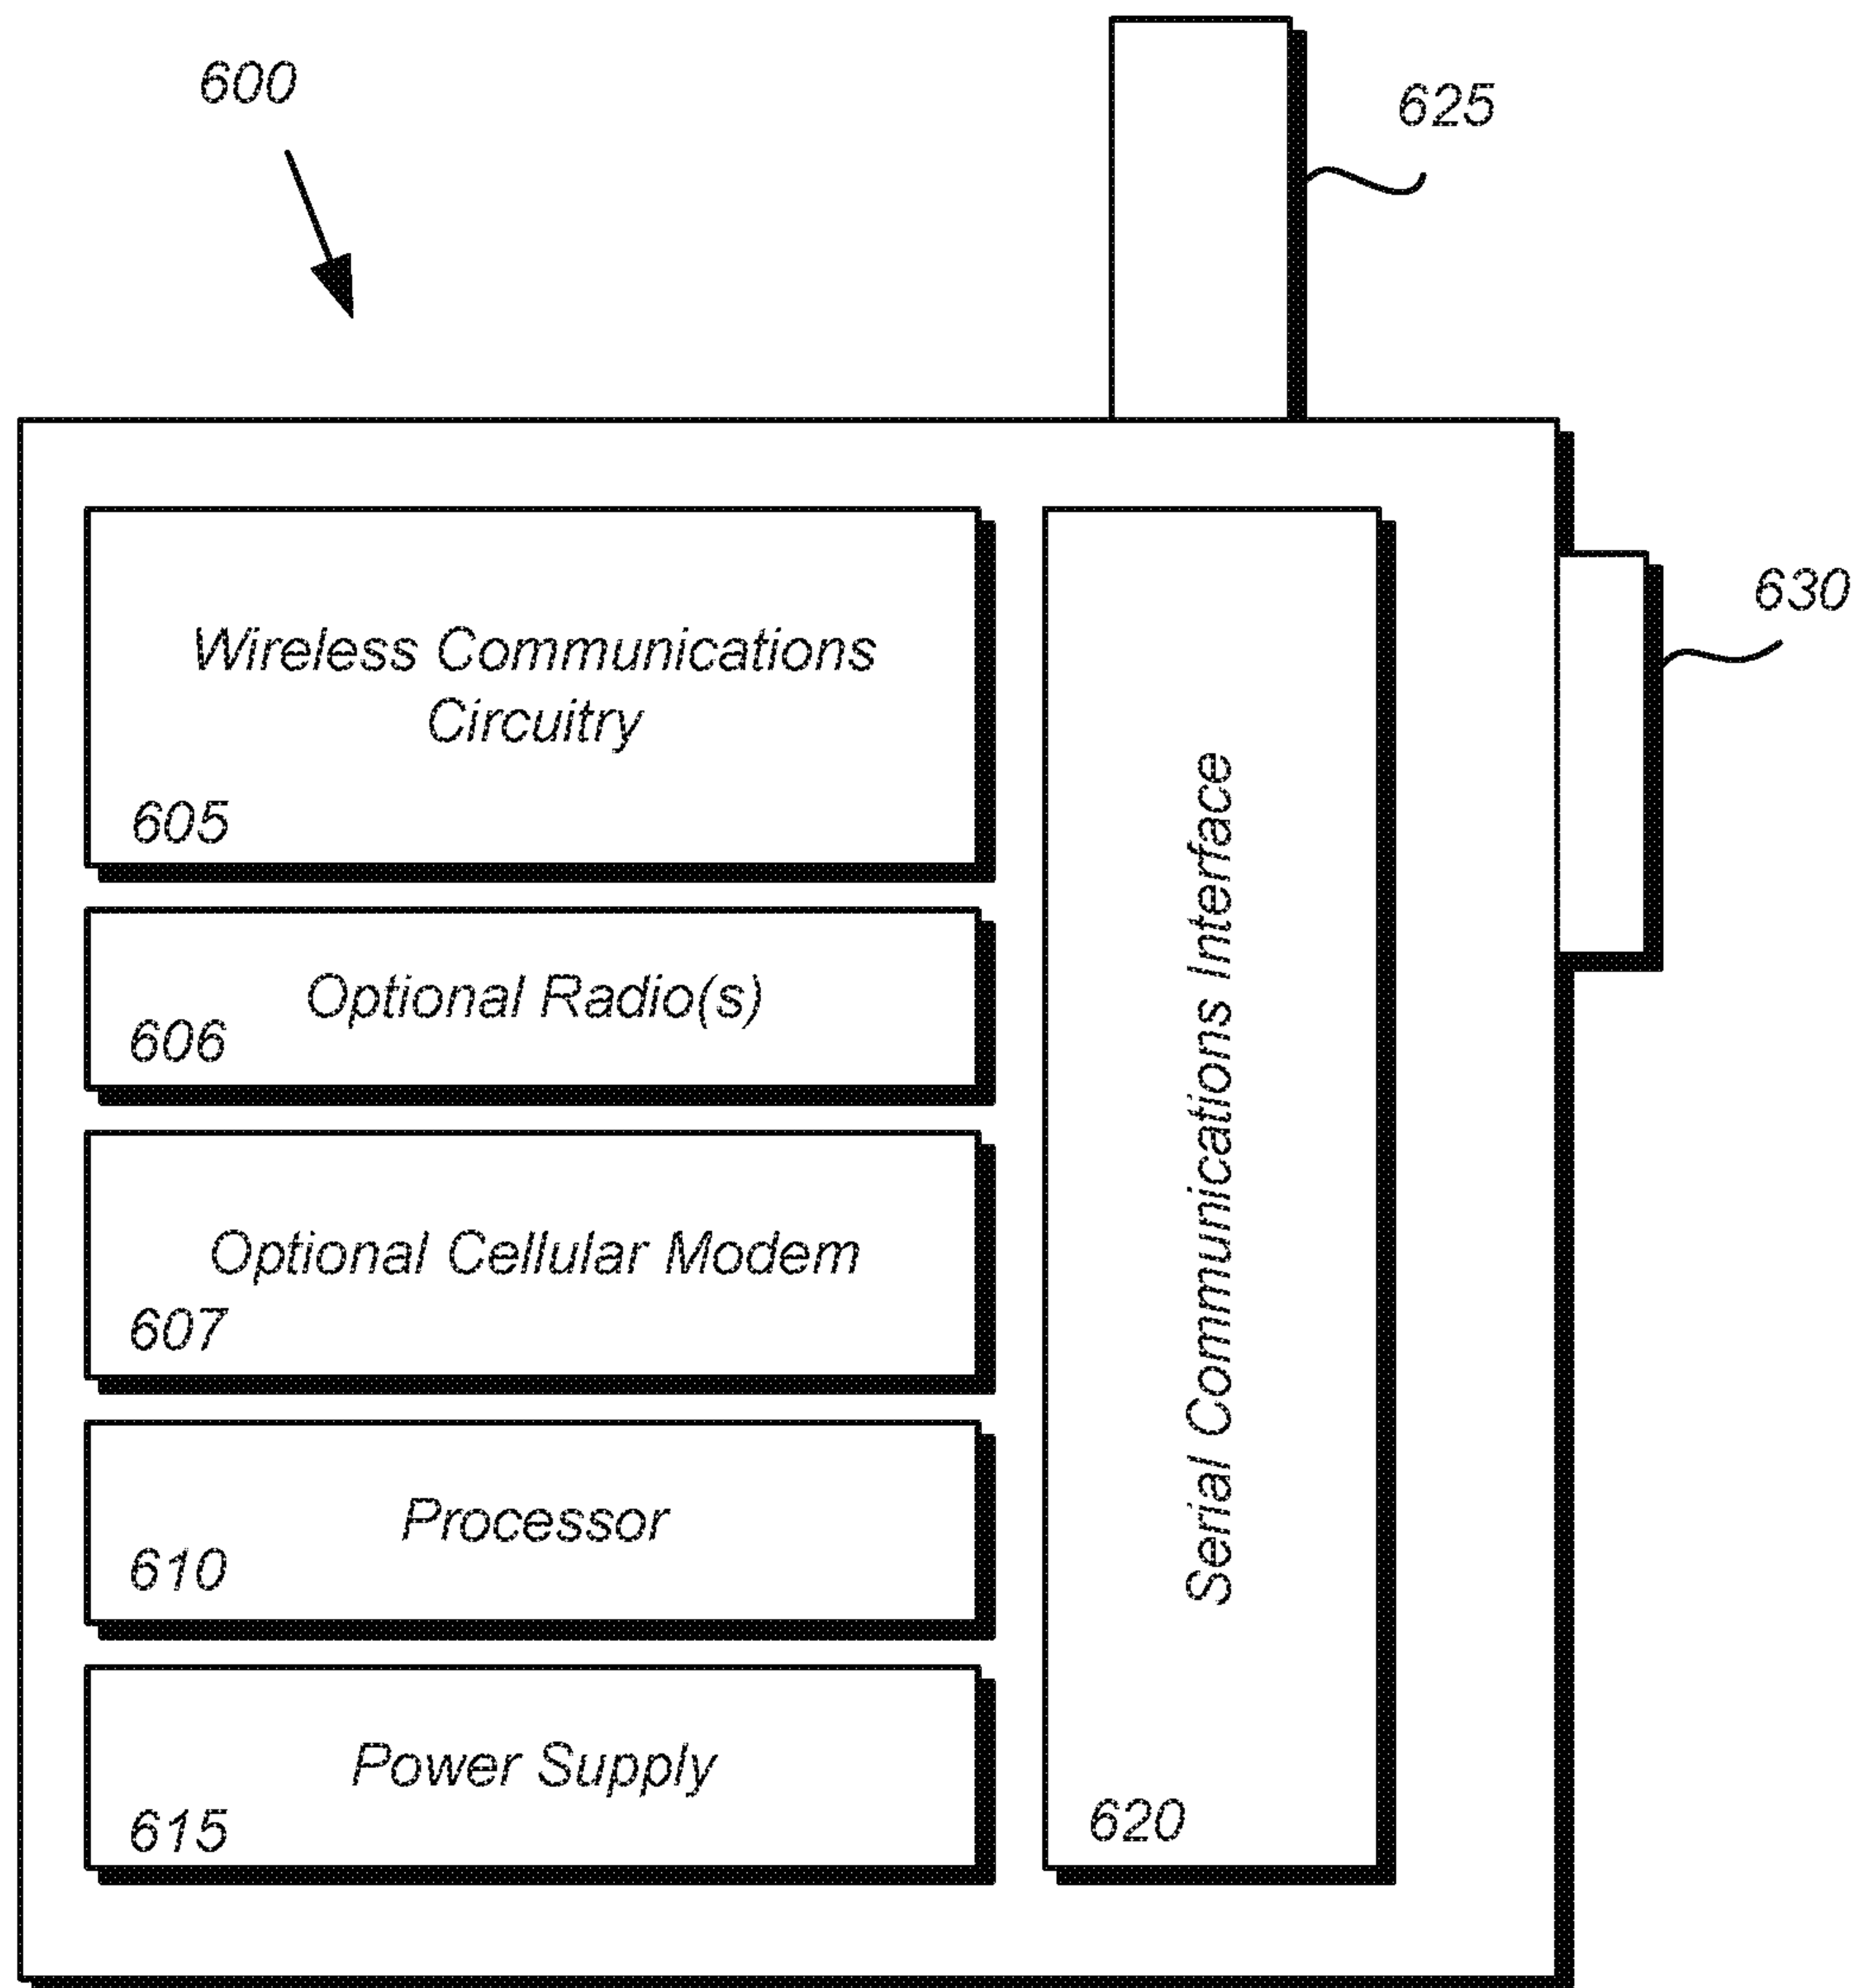 600
625
630
Wireless Communications
Circuitry
605
Optional Radio(s)
606
Optional Cellular Modem
607
Processor
610
Power Supply
615
Serial Communications Interface
620